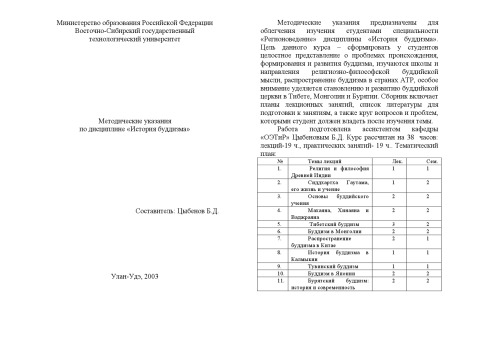 Министерство образования Российской Федерации
Восточно-Сибирский государственный
технологический университет
Методические указания
по дисциплине «История буддизма»
Составитель: Цыбенов Б.Д.
Улан-Удэ, 2003
Методические указания предназначены для
облегчения изучения студентами специальности
«Регионоведение» дисциплины «История буддизма».
Цель данного курса – сформировать у студентов
целостное представление о проблемах происхождения,
формирования и развития буддизма, изучаются школы и
направления религиозно-философской буддийской
мысли, распространение буддизма в странах АТР, особое
внимание уделяется становлению и развитию буддийской
церкви в Тибете, Монголии и Бурятии. Сборник включает
планы лекционных занятий, список литературы для
подготовки к занятиям, а также круг вопросов и проблем,
которыми студент должен владеть после изучения темы.
Работа подготовлена ассистентом кафедры
«ОЭТиР» Цыбеновым Б.Д. Курс рассчитан на 38 часов:
лекций-19 ч., практических занятий- 19 ч.. Тематический
план:
№ Темы лекций Лек. Сем.
1. Религия и философия Древней Индии 1 1
2. Сиддхартха Гаутама, его жизнь и учение 1 2
3. Основы буддийского учения 2 2
4. Махаяна, Хинаяна и Ваджраяна 2 2
5. Тибетский буддизм 3 2
6. Буддизм в Монголии 2 2
7. Распространение буддизма в Китае 2 1
8. История буддизма в Калмыкии 1 1
9. Тувинский буддизм 1 1
10. Буддизм в Японии 2 2
11. Бурятский буддизм: история и современность 2 2